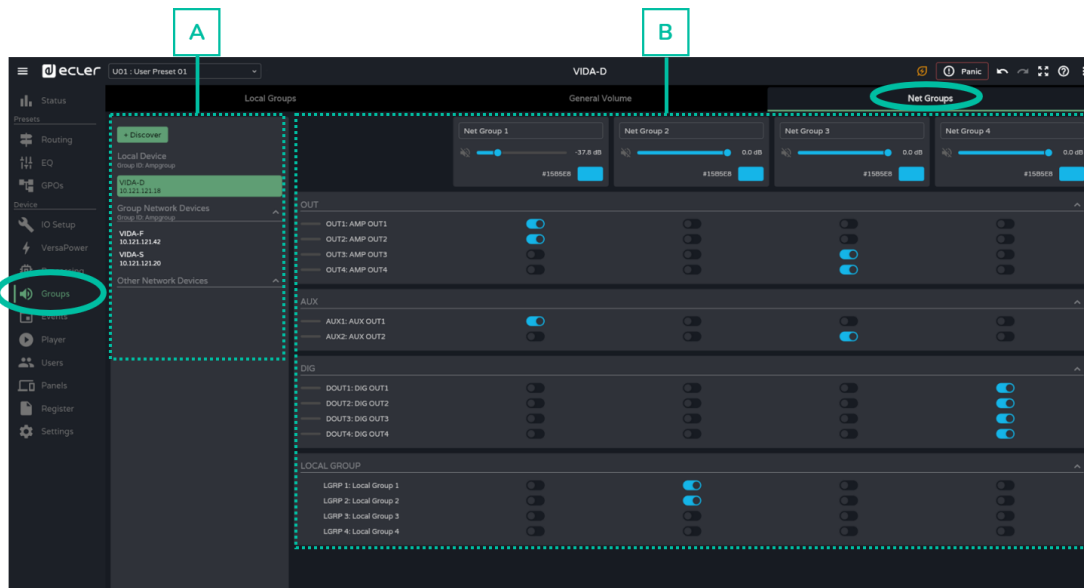 A
B
ecler
U01 : User Preset 01
VIDA-D
Panic
Status
Presets
Routing
EQ
GPOs
Device
IO Setup
VersaPower
Groups
Events
Player
Users
Panels
Register
Settings
Local Groups
General Volume
Net Groups
+ Discover
Local Device
Group ID: Ampgroup
VIDA-D
10.121.121.18
Group Network Devices
Group ID: Ampgroup
VIDA-F
10.121.121.42
VIDA-S
10.121.121.20
Other Network Devices
Net Group 1
-37.8 dB
#15B5E8
Net Group 2
0.0 dB
#15B5E8
Net Group 3
0.0 dB
#15B5E8
Net Group 4
0.0 dB
#15B5E8
OUT
OUT1: AMP OUT1
OUT2: AMP OUT2
OUT3: AMP OUT3
OUT4: AMP OUT4
AUX
AUX1: AUX OUT1
AUX2: AUX OUT2
DIG
DOUT1: DIG OUT1
DOUT2: DIG OUT2
DOUT3: DIG OUT3
DOUT4: DIG OUT4
LOCAL GROUP
LGRP 1: Local Group 1
LGRP 2: Local Group 2
LGRP 3: Local Group 3
LGRP 4: Local Group 4